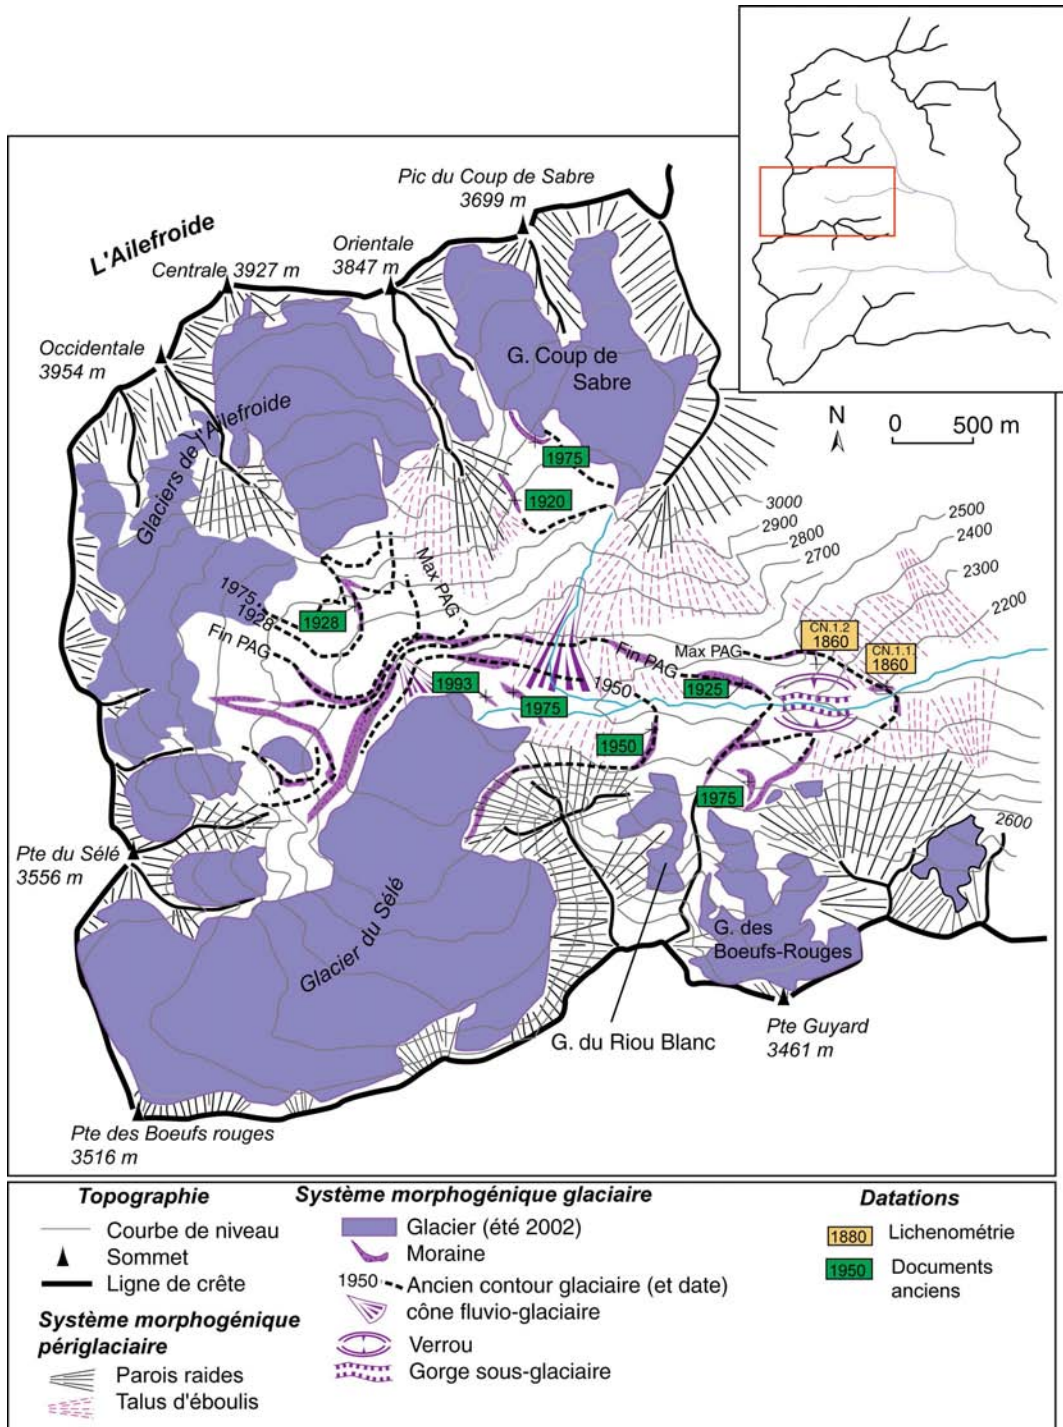 Pic du Coup de Sabre
3699 m
L'Ailefroide
Orientale
3847 m
Centrale 3927 m
Occidentale
3954 m
G. Coup de
Sabre
N
0 500 m
Glaciers de l'Ailefroide
1975
1920
3000
2900
2800
2700
2500
2400
2300
2200
1975
1928
1928
Fin PAG
Max PAG
Fin PAG
Max PAG
CN.1.2
1860
CN.1.1
1860
1993
1975
1950
1925
1950
1975
2600
Pte du Sélé
3556 m
Glacier du Sélé
G. des
Boeufs-Rouges
G. du Riou Blanc
Pte Guyard
3461 m
Pte des Boeufs rouges
3516 m
Topographie
Courbe de niveau
Sommet
Ligne de crête
Système morphogénique
périglaciaire
Parois raides
Talus d'éboulis
Système morphogénique glaciaire
Glacier (été 2002)
Moraine
1950 Ancien contour glaciaire (et date)
cône fluvio-glaciaire
Verrou
Gorge sous-glaciaire
Datations
1880 Lichenométrie
1950 Documents
anciens